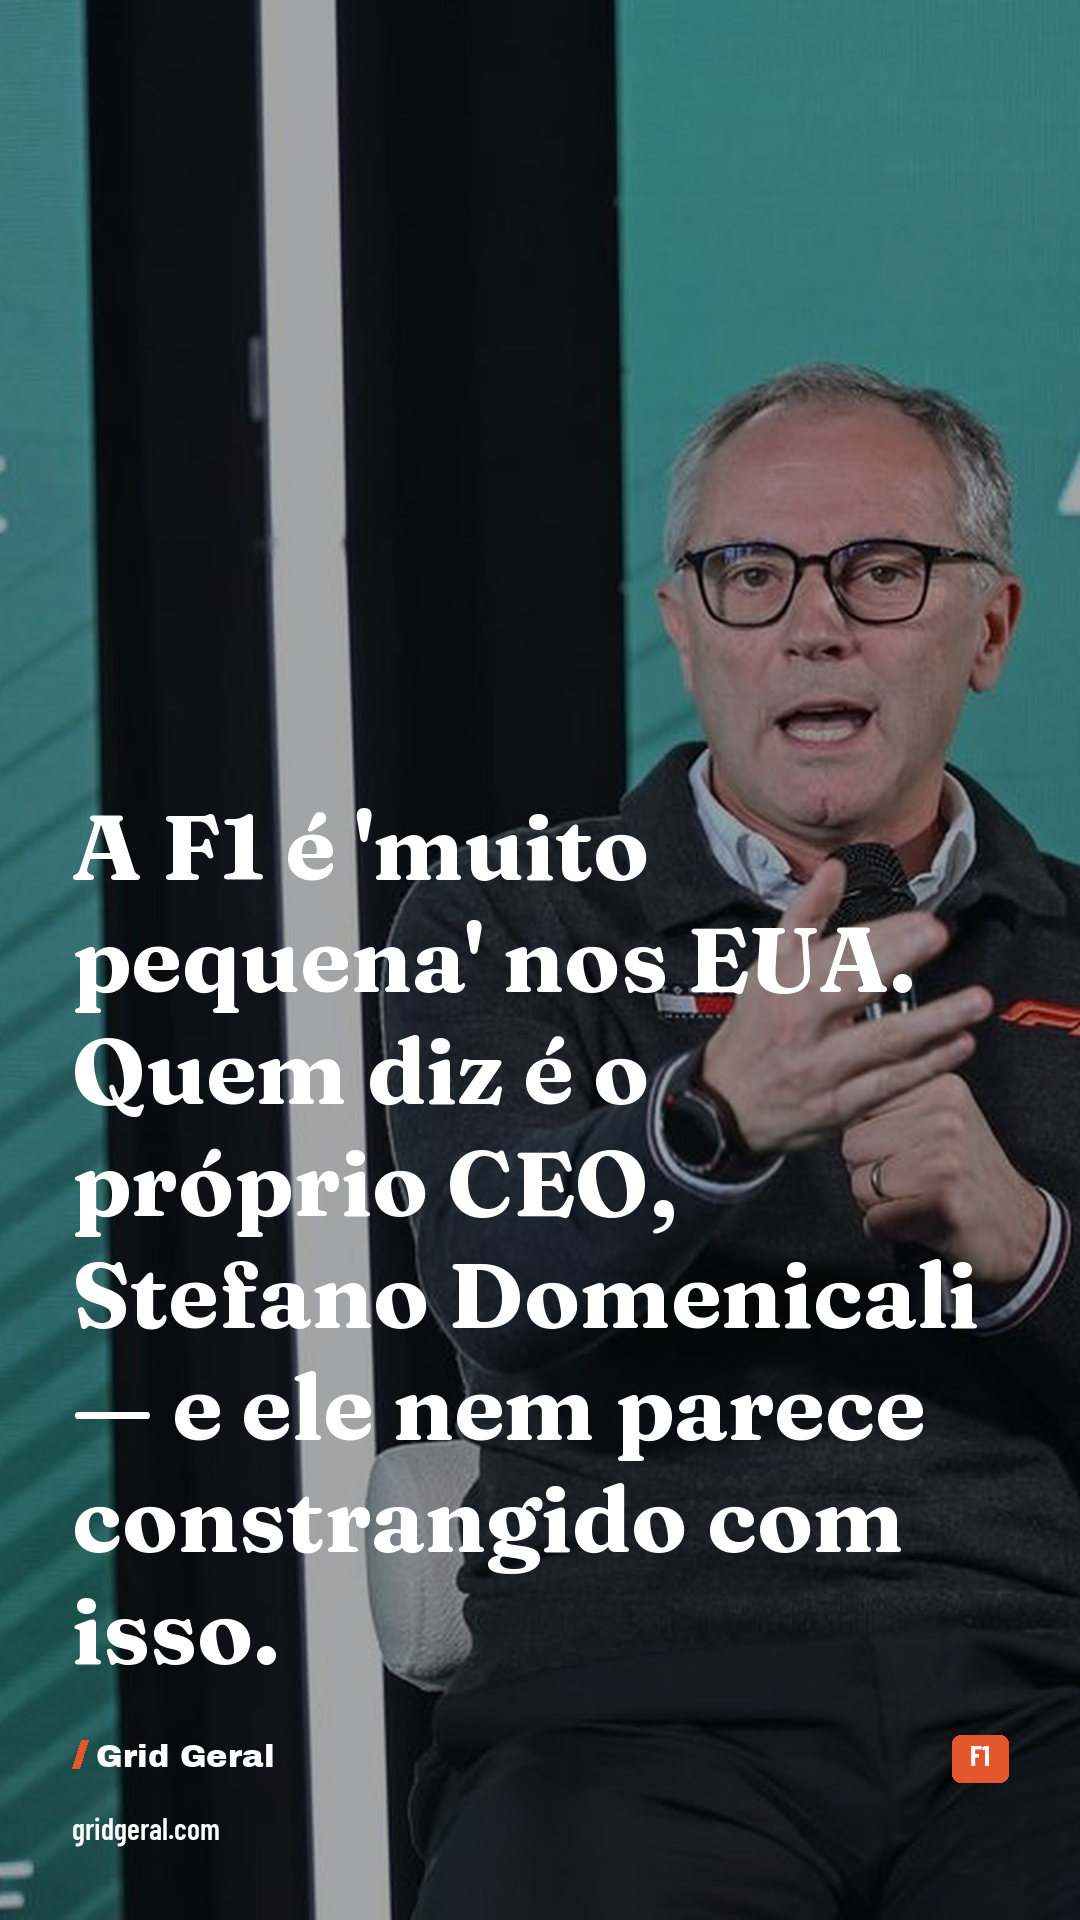 A F1 é 'muito
pequena' nos EUA.
Quem diz é o
próprio CEO,
Stefano Domenicali
— e ele nem parece
constrangido com
isso.
/ Grid Geral
F1
gridgeral.com